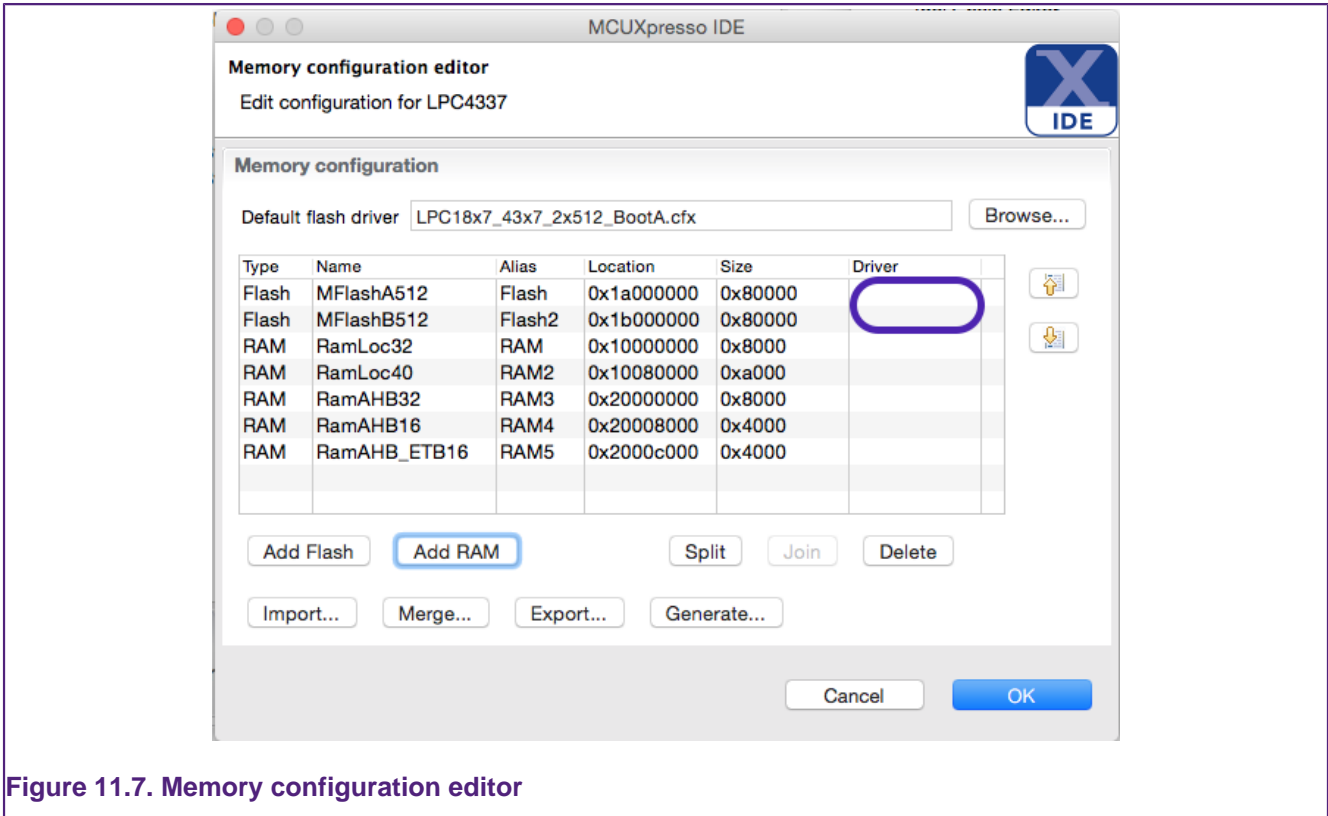 MCUXpresso IDE
Memory configuration editor
Edit configuration for LPC4337
X
IDE
Memory configuration
Default flash driver LPC18x7_43x7_2x512_BootA.cfx Browse...
Type Name Alias Location Size Driver
Flash MFlashA512 Flash 0x1a000000 0x80000
Flash MFlashB512 Flash2 0x1b000000 0x80000
RAM RamLoc32 RAM 0x10000000 0x8000
RAM RamLoc40 RAM2 0x10080000 0xa000
RAM RamAHB32 RAM3 0x20000000 0x8000
RAM RamAHB16 RAM4 0x20008000 0x4000
RAM RamAHB_ETB16 RAM5 0x2000c000 0x4000
Add Flash Add RAM Split Join Delete
Import... Merge... Export... Generate...
Cancel OK
Figure 11.7. Memory configuration editor